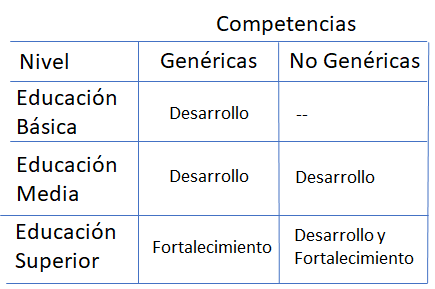 Competencias
Nivel Genéricas No Genéricas
Educación
Básica
Desarrollo
--
Educación
Media
Desarrollo
Desarrollo
Educación
Superior
Fortalecimiento
Desarrollo y
Fortalecimiento